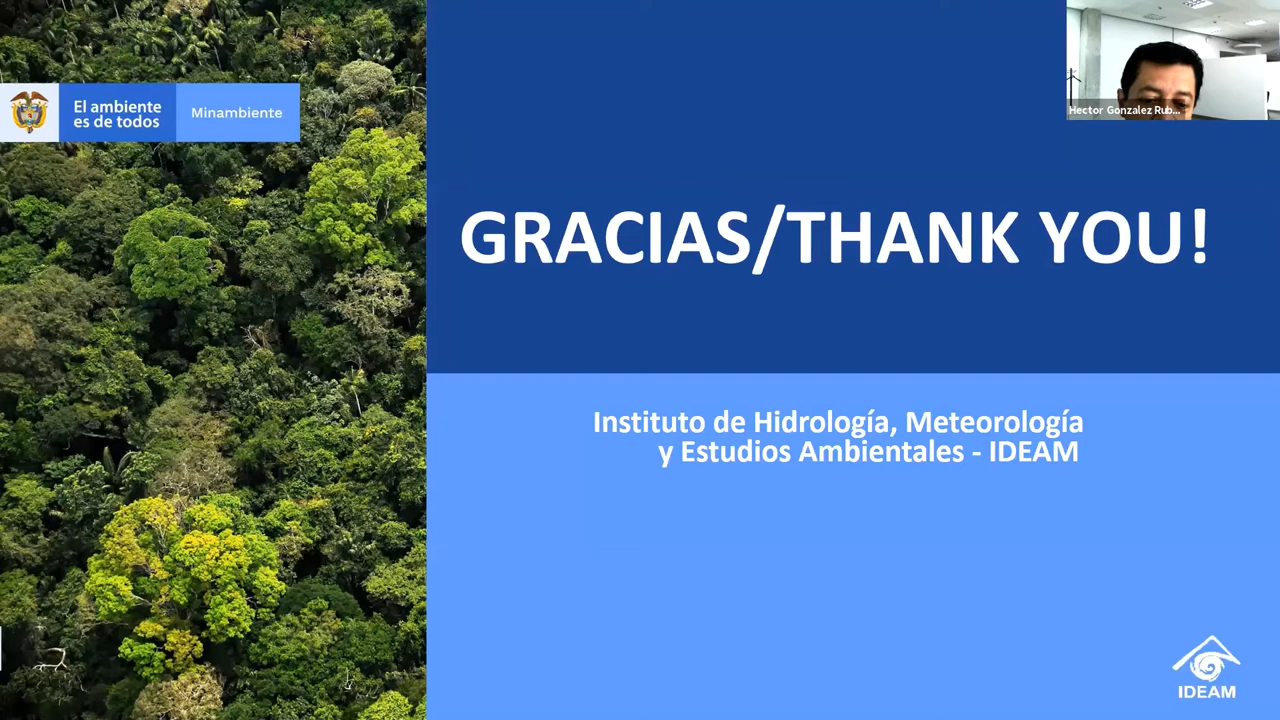 El ambiente
es de todos
Minambiente
Hector Gonzalez Rub...
GRACIAS/THANK YOU!
Instituto de Hidrología, Meteorología
y Estudios Ambientales - IDEAM
IDEAM